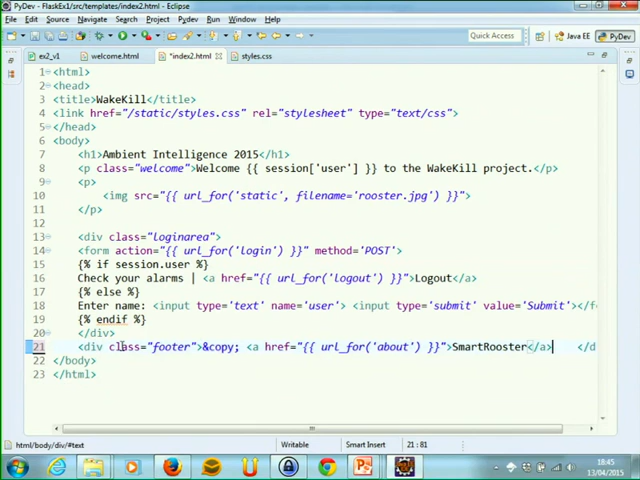 PyDev - FlaskEx1/src/templates/index2.html - Eclipse
File Edit Source Navigate Search Project PyDev Run Window Help
Quick Access Java EE PyDev
ex2_v1 welcome.html *index2.html styles.css
1 <html>
2 <head>
3 <title>WakeKill</title>
4 <link href="/static/styles.css" rel="stylesheet" type="text/css">
5 </head>
6 <body>
7 <h1>Ambient Intelligence 2015</h1>
8 <p class="welcome">Welcome {{ session['user'] }} to the WakeKill project.</p>
9 <p>
10 <img src="{{ url_for('static', filename='rooster.jpg') }}">
11 </p>
12
13 <div class="loginarea">
14 <form action="{{ url_for('login') }}" method='POST'>
15 {% if session.user %}
16 Check your alarms | <a href="{{ url_for('logout') }}">Logout</a>
17 {% else %}
18 Enter name: <input type='text' name='user'> <input type='submit' value='Submit'></f
19 {% endif %}
20 </div>
21 <div class="footer">&copy; <a href="{{ url_for('about') }}">SmartRooster</a> </d
22 </body>
23 </html>
html/body/div/#text Writable Smart Insert 21 : 81
18:45
13/04/2015